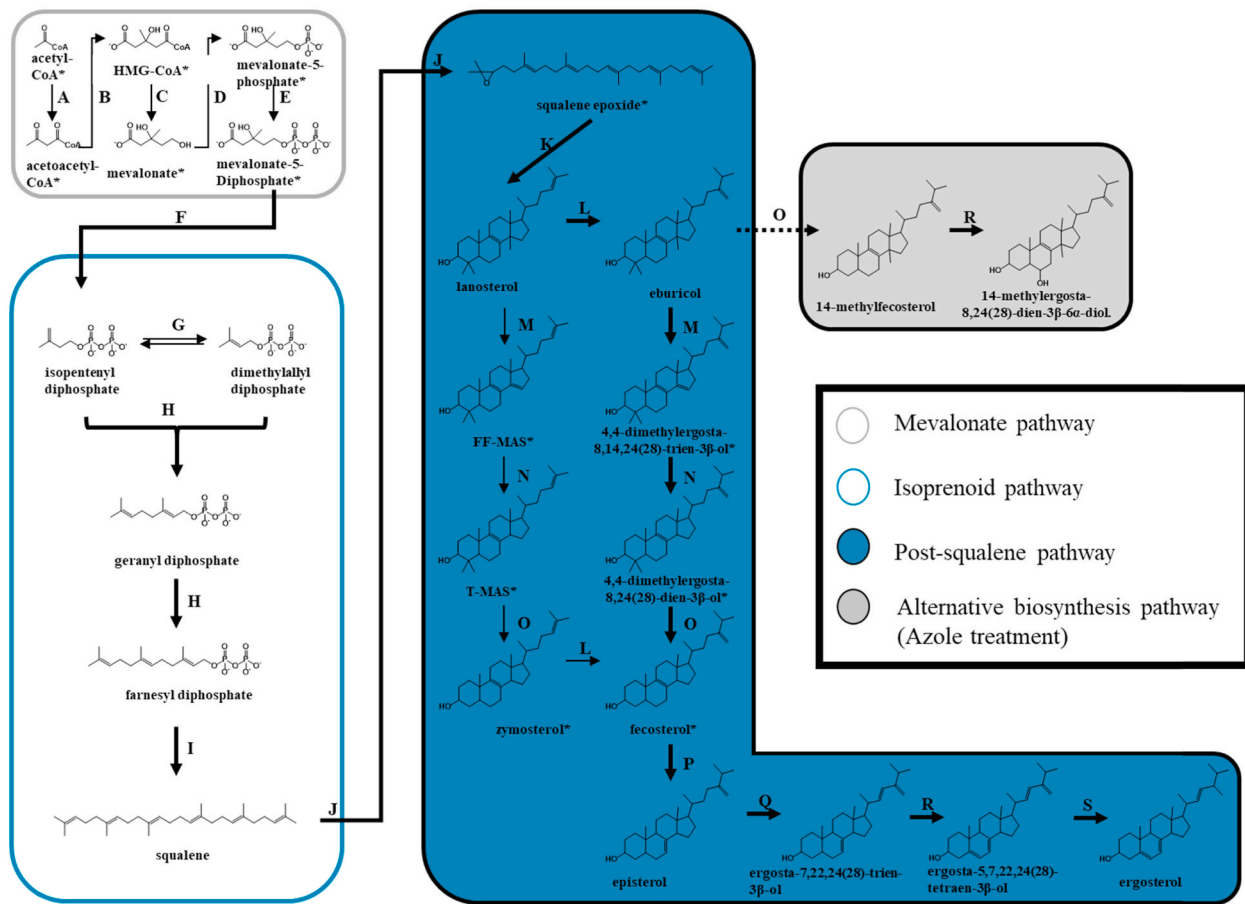 acetyl-
CoA*
HMG-CoA*
mevalonate-5-
phosphate*
A
B
C
D
E
acetoacetyl-
CoA*
mevalonate*
mevalonate-5-
Diphosphate*
F
G
isopentenyl
diphosphate
dimethylallyl
diphosphate
H
geranyl diphosphate
H
farnesyl diphosphate
I
squalene
J
J
squalene epoxide*
K
lanosterol
L
eburicol
M
M
FF-MAS*
4,4-dimethylergosta-
8,14,24(28)-trien-3β-ol*
N
N
T-MAS*
4,4-dimethylergosta-
8,24(28)-dien-3β-ol*
O
O
zymosterol*
L
fecosterol*
P
episterol
Q
ergosta-7,22,24(28)-trien-
3β-ol
R
ergosta-5,7,22,24(28)-
tetraen-3β-ol
S
ergosterol
O
14-methylfecosterol
R
14-methylergosta-
8,24(28)-dien-3β-6α-diol.
Mevalonate pathway
Isoprenoid pathway
Post-squalene pathway
Alternative biosynthesis pathway
(Azole treatment)